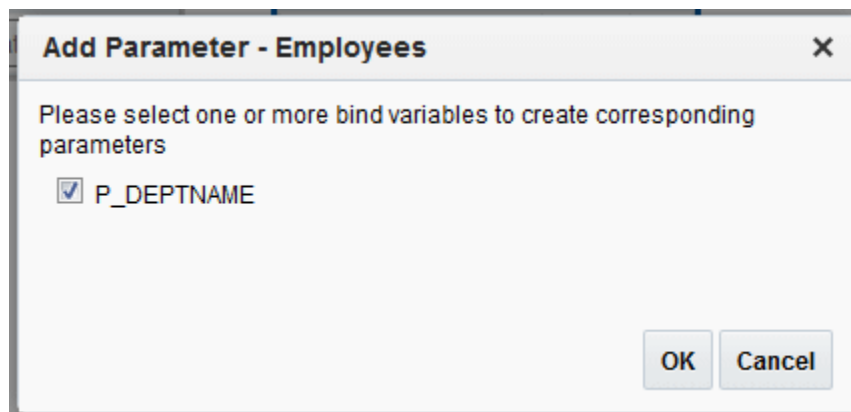 Add Parameter - Employees
Please select one or more bind variables to create corresponding
parameters
P_DEPTNAME
OK Cancel